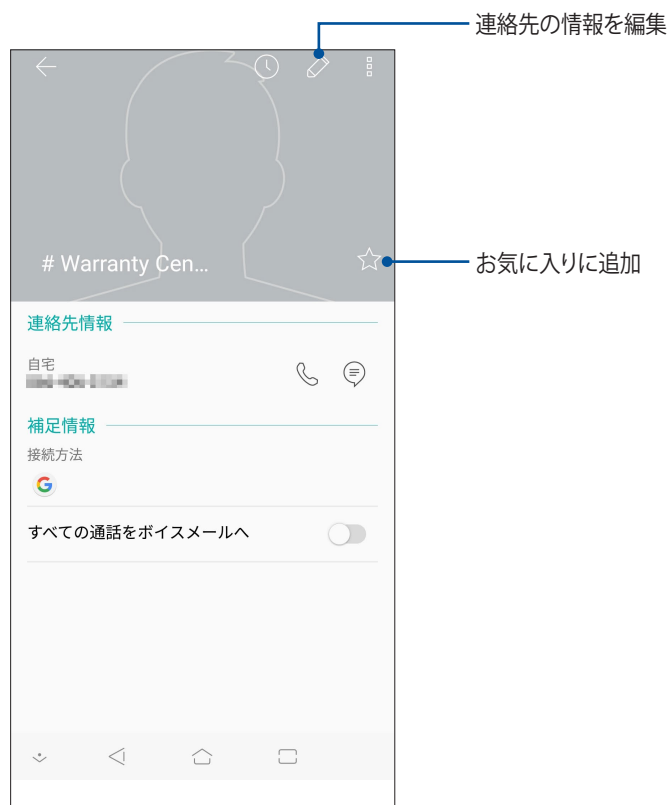 連絡先の情報を編集
# Warranty Cen...
お気に入りに追加
連絡先情報
自宅
補足情報
接続方法
すべての通話をボイスメールへ